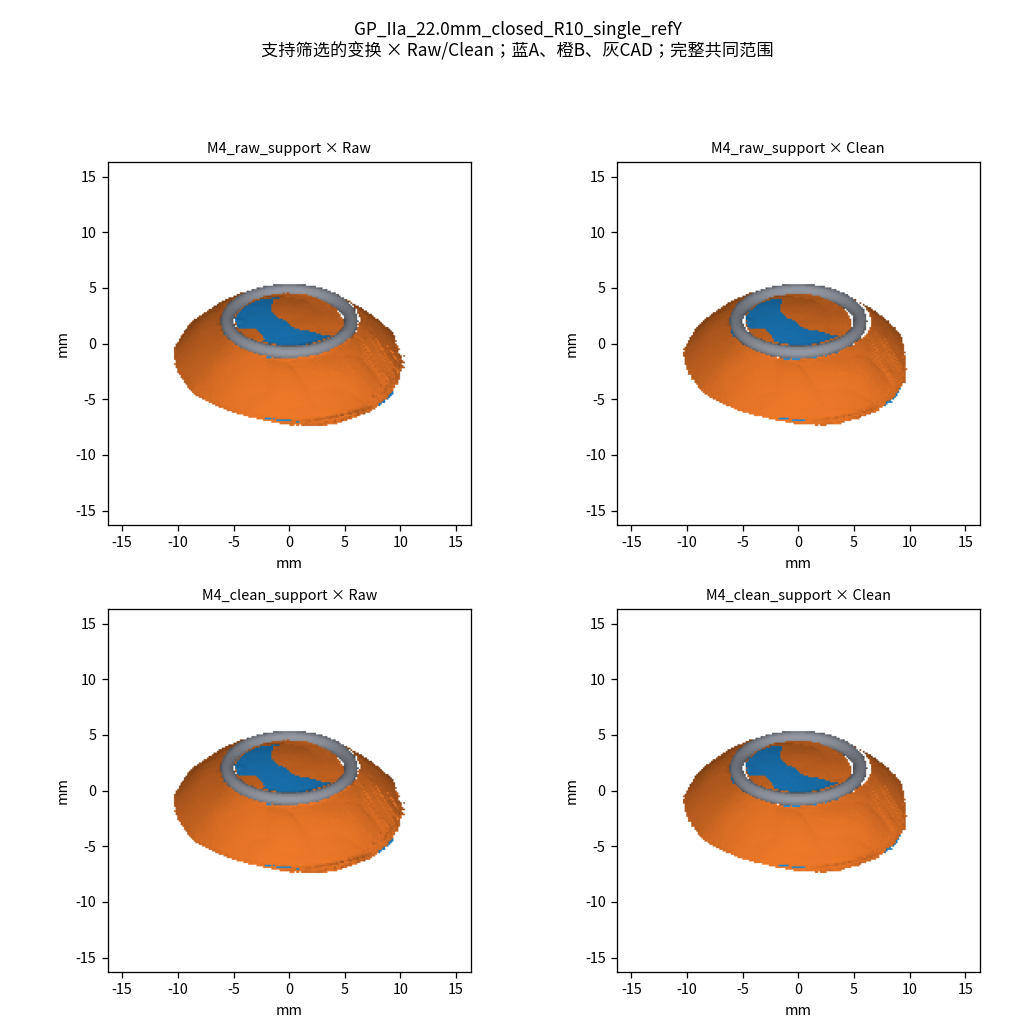 GP_IIa_22.0mm_closed_R10_single_refY
支持筛选的变换 × Raw/Clean；蓝A、橙B、灰CAD；完整共同范围
M4_raw_support × Raw
15
10
5
0
-5
-10
-15
mm
-15 -10 -5 0 5 10 15
mm
M4_raw_support × Clean
15
10
5
0
-5
-10
-15
mm
-15 -10 -5 0 5 10 15
mm
M4_clean_support × Raw
15
10
5
0
-5
-10
-15
mm
-15 -10 -5 0 5 10 15
mm
M4_clean_support × Clean
15
10
5
0
-5
-10
-15
mm
-15 -10 -5 0 5 10 15
mm